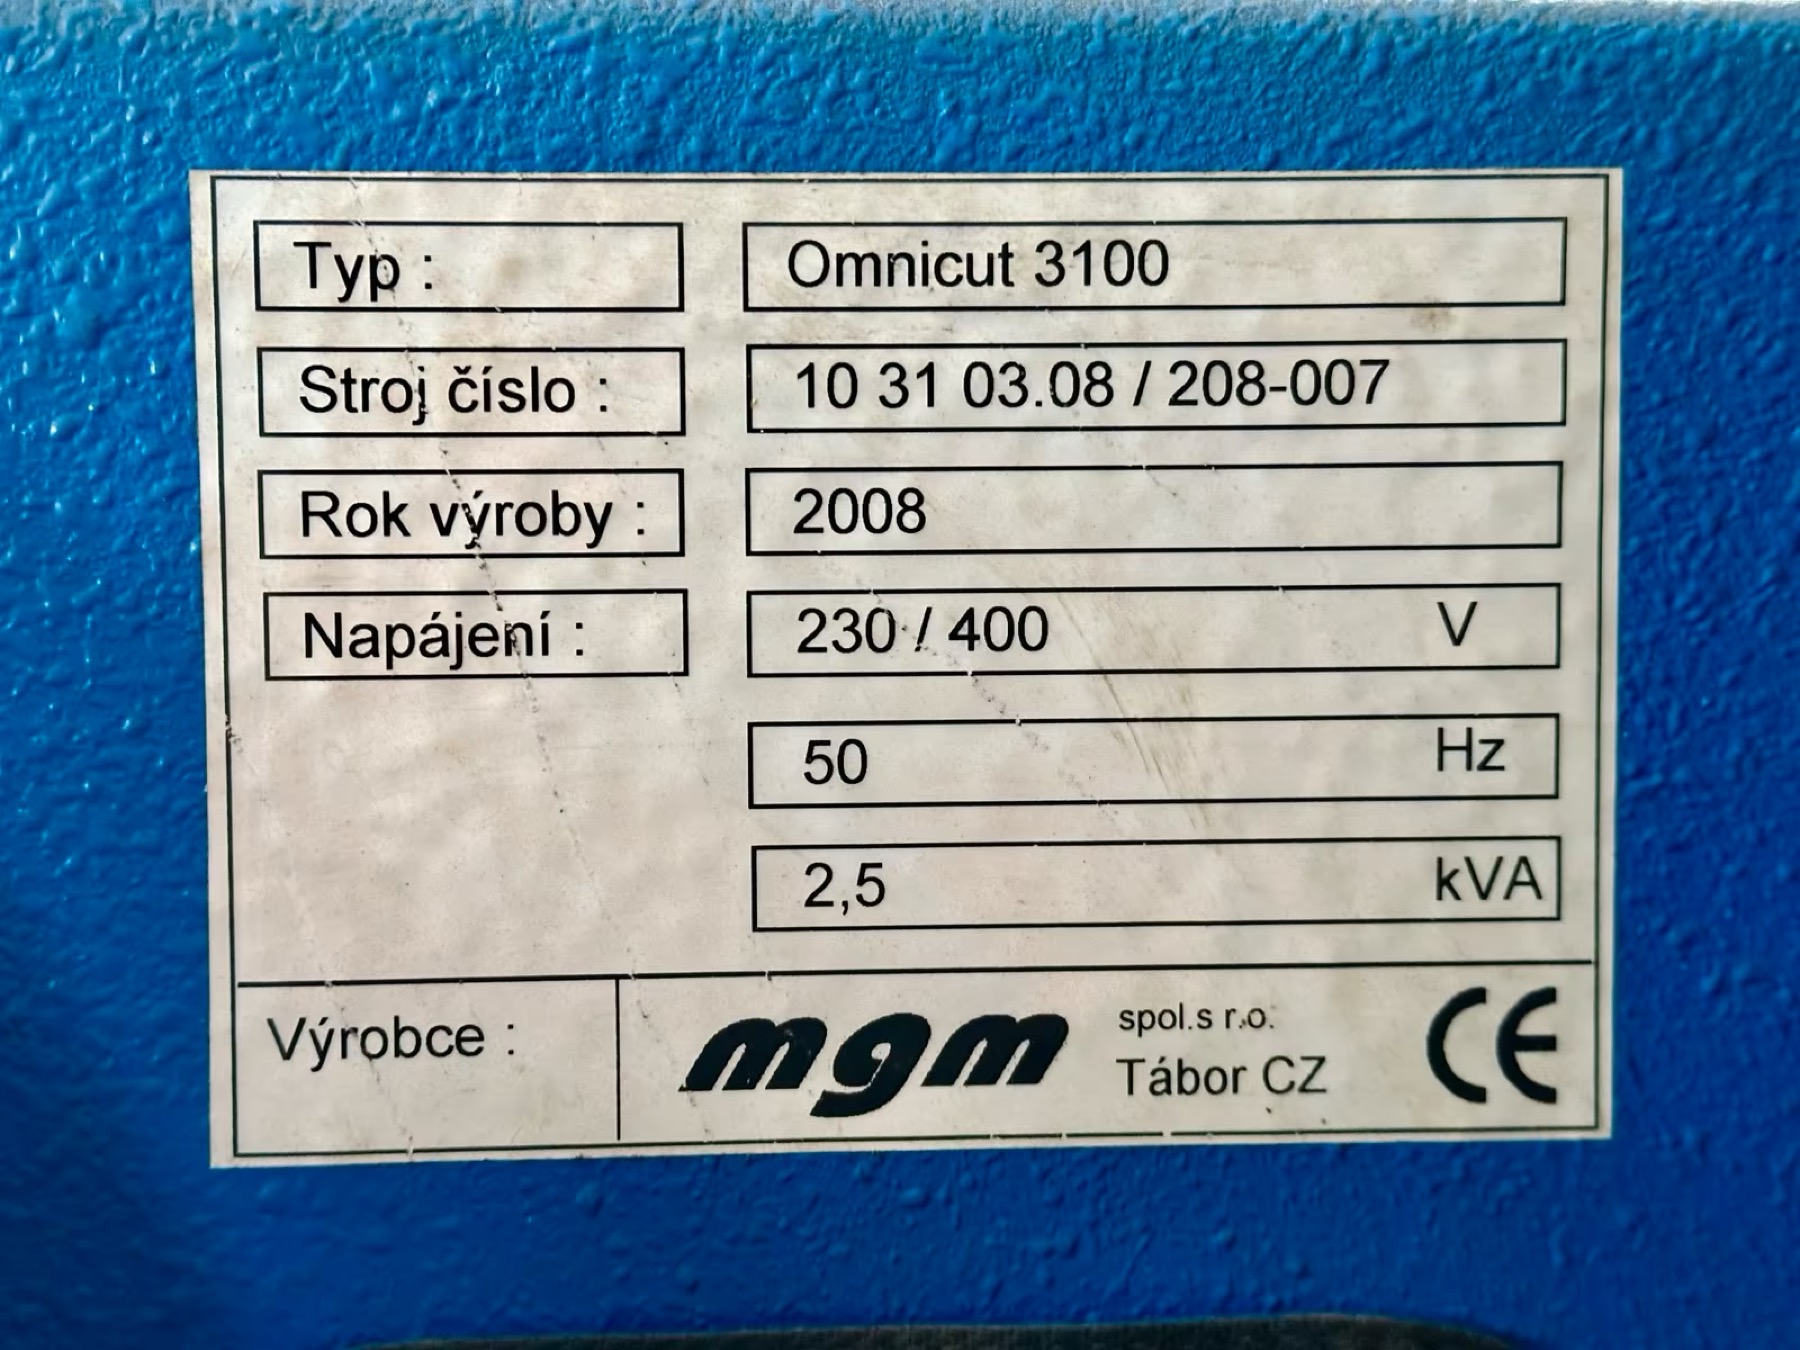 Typ : Omnicut 3100
Stroj číslo : 10 31 03.08 / 208-007
Rok výroby : 2008
Napájení : 230 / 400 V
50 Hz
2,5 kVA
Výrobce : mgm spol.s r.o.
Tábor CZ CE